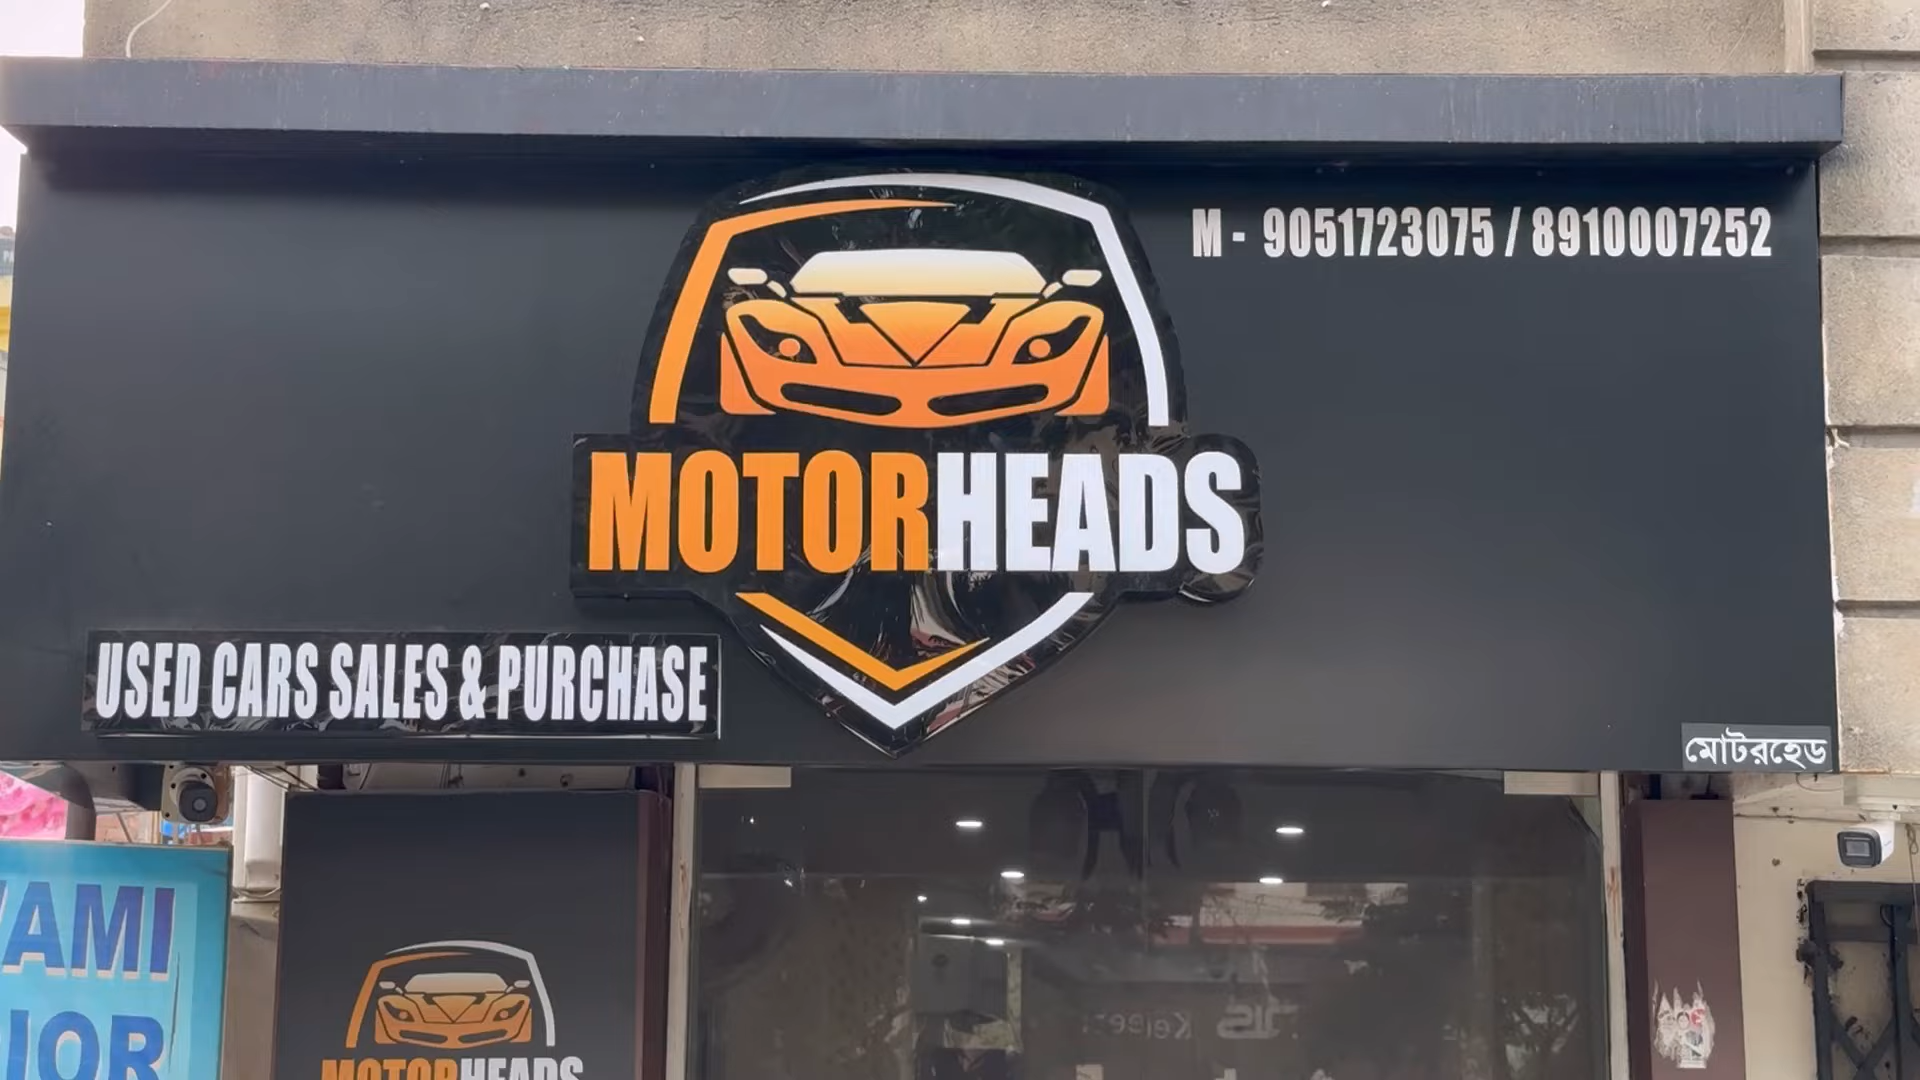 M - 9051723075 / 8910007252
MOTORHEADS
USED CARS SALES & PURCHASE
মোটরহেড
AMI
IOR
MOTORHEADS